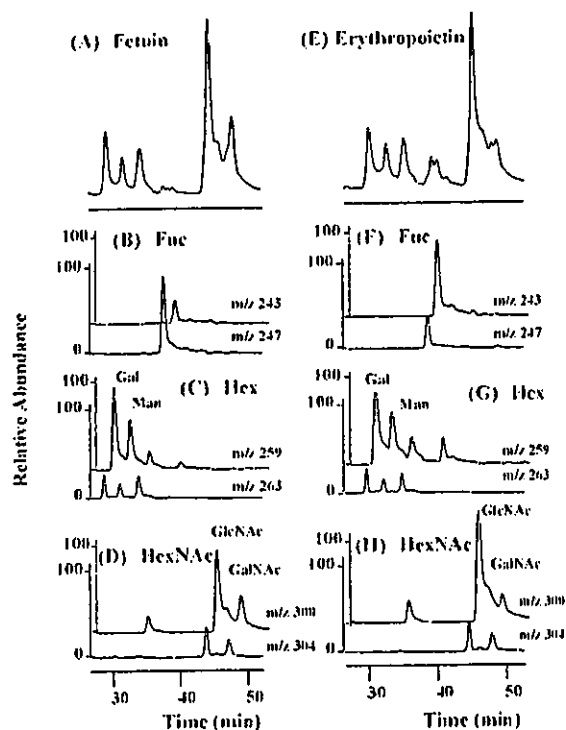 (A) Fetuin
(E) Erythropoietin
Relative Abundance
100
(B) Fuc
100
m/z 243
m/z 247
0
100
(F) Fuc
100
m/z 243
m/z 247
0
100
Gal
(C) Hex
100
Man
m/z 259
m/z 263
0
100
Gal
(G) Hex
100
Man
m/z 259
m/z 263
0
GlcNAc
100
(D) HexNAc
100
GalNAc
m/z 300
m/z 304
0
GlcNAc
100
(H) HexNAc
100
GalNAc
m/z 300
m/z 304
0
30 40 50
Time (min)
30 40 50
Time (min)